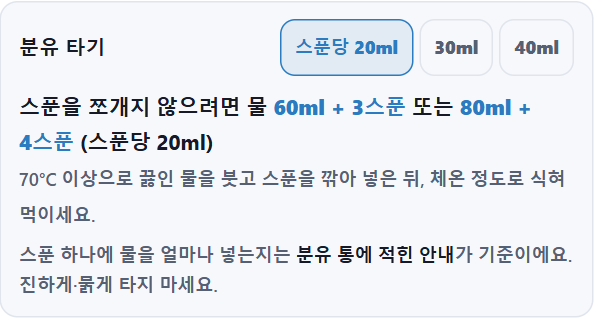 분유 타기
스푼당 20ml
30ml
40ml
스푼을 쪼개지 않으려면 물 60ml + 3스푼 또는 80ml +
4스푼 (스푼당 20ml)
70°C 이상으로 끓인 물을 붓고 스푼을 깎아 넣은 뒤, 체온 정도로 식혀
먹이세요.
스푼 하나에 물을 얼마나 넣는지는 분유 통에 적힌 안내가 기준이에요.
진하게·묽게 타지 마세요.